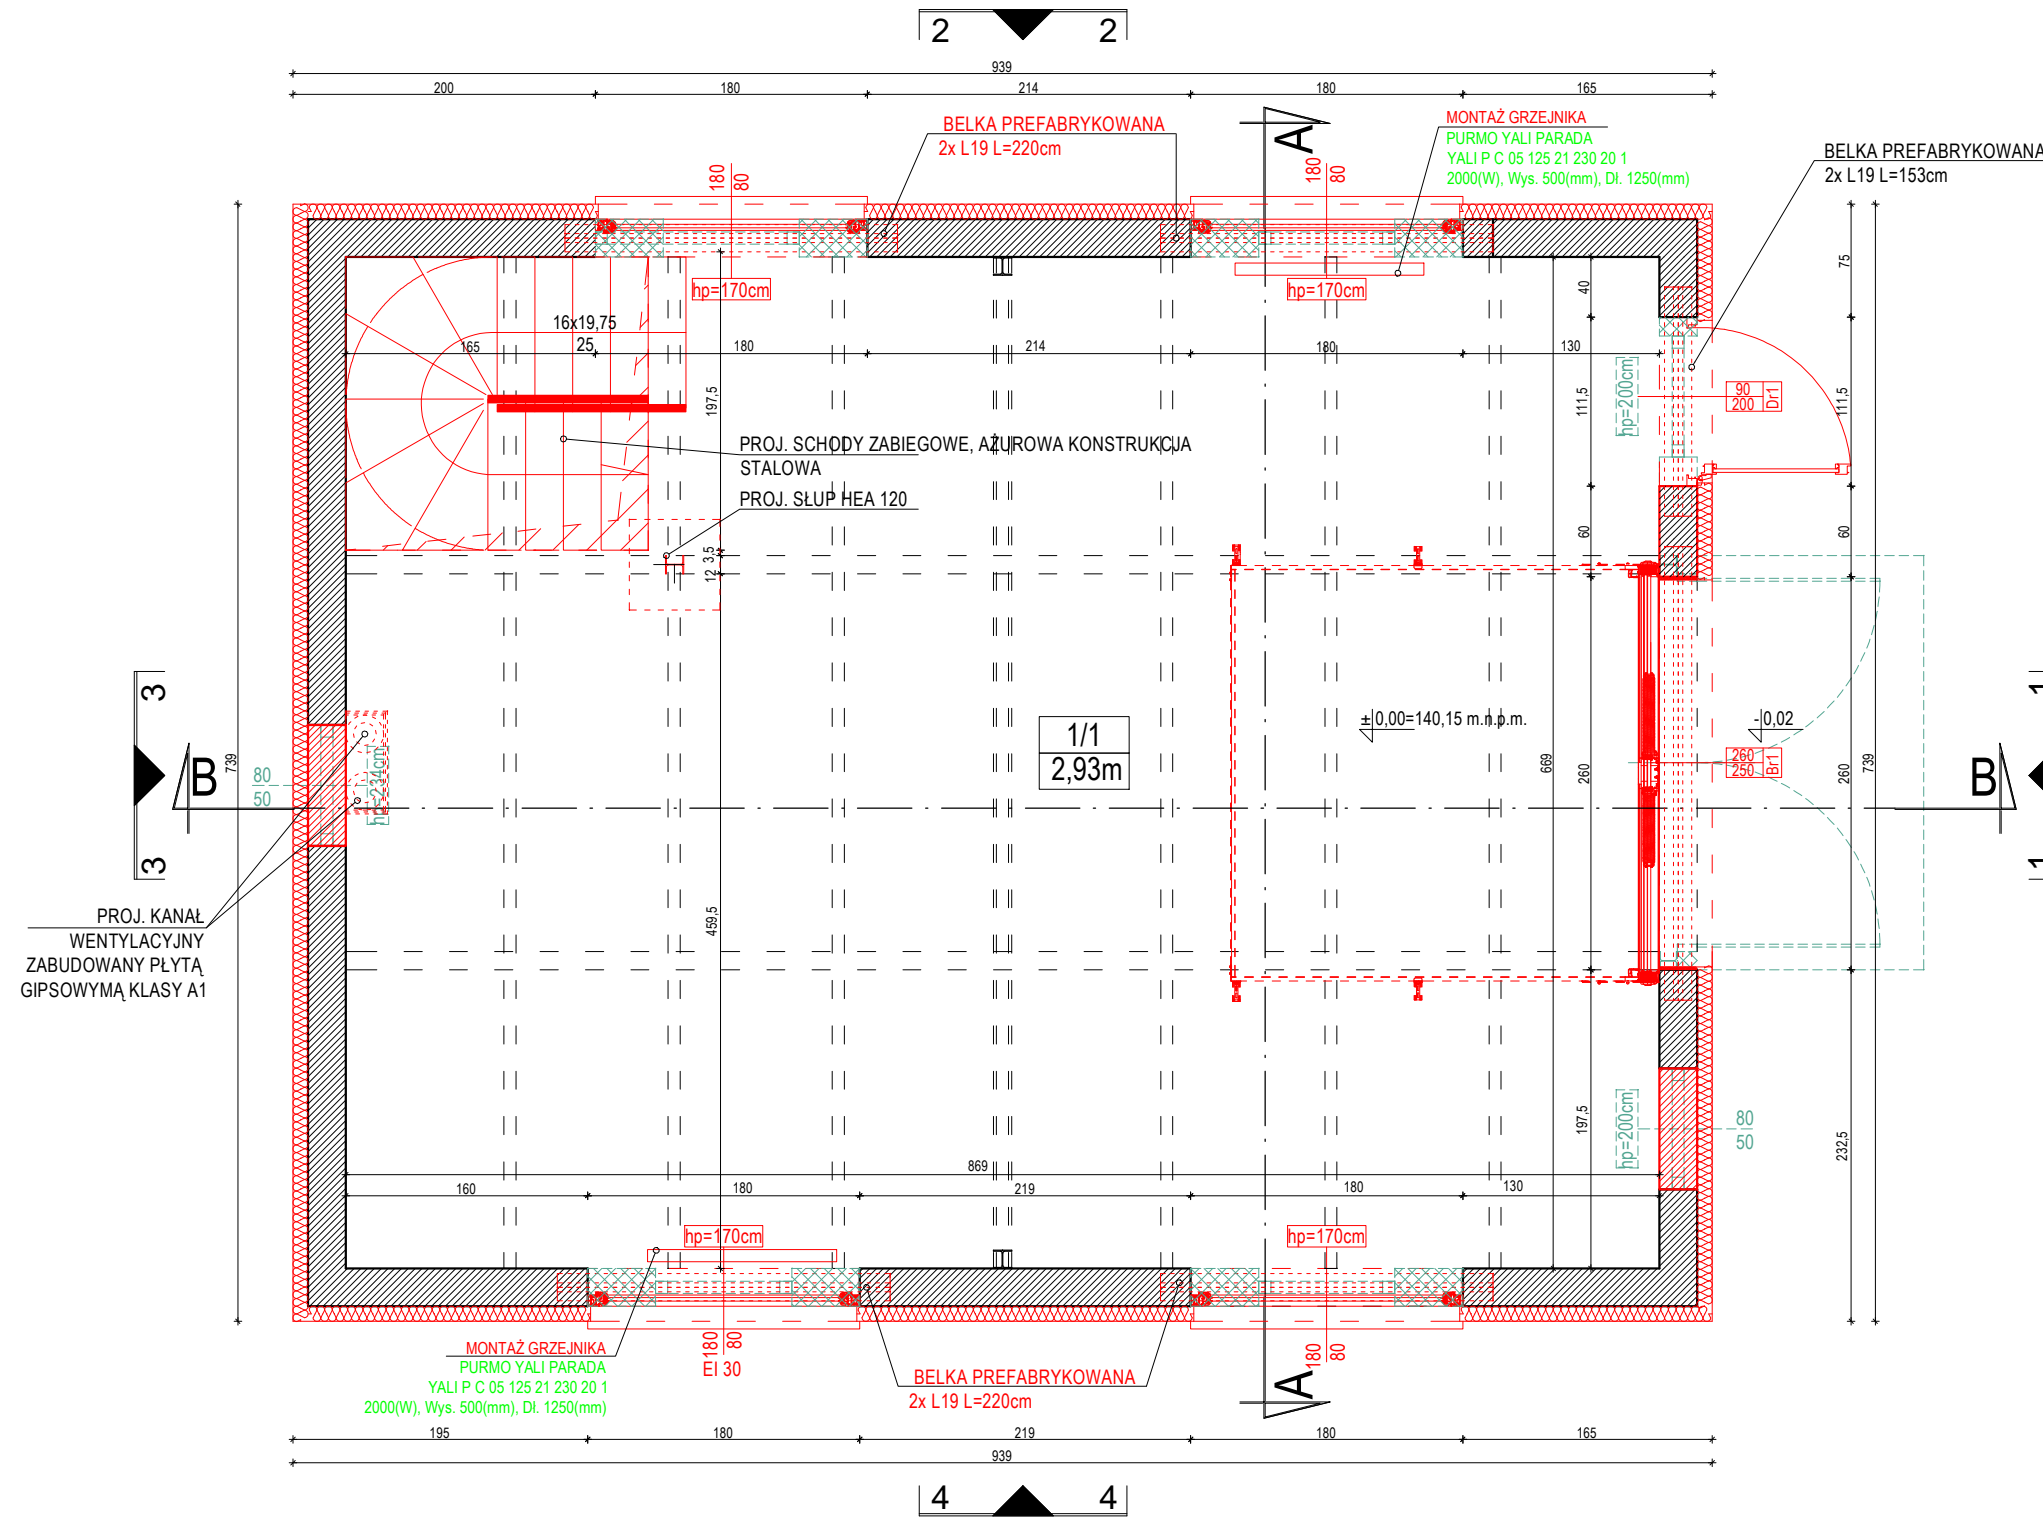 2 2
939
200 180 214 180 165
BELKA PREFABRYKOWANA
2x L19 L=220cm
A
MONTAŻ GRZEJNIKA
PURMO YALI PARADA
YALI P C 05 125 21 230 20 1
2000(W), Wys. 500(mm), Dł. 1250(mm)
BELKA PREFABRYKOWANA
2x L19 L=153cm
180
80
180
80
hp=170cm
hp=170cm
75
40
16x19,75
25
165 180 214 180 130
197,5
111,5
111,5
hp=200cm
90
200
Dr1
PROJ. SCHODY ZABIEGOWE, AŻUROWA KONSTRUKCJA
STALOWA
PROJ. SŁUP HEA 120
60
60
12 3,5
3
3
B
739
80
50
hp=234cm
1/1
2,93m
±0,00=140,15 m.n.p.m.
-0,02
669
260
260
250
Br1
260
739
B
1
1
PROJ. KANAŁ
WENTYLACYJNY
ZABUDOWANY PŁYTĄ
GIPSOWYMĄ KLASY A1
459,5
197,5
hp=200cm
80
50
232,5
869
160 180 219 180 130
hp=170cm
hp=170cm
MONTAŻ GRZEJNIKA
PURMO YALI PARADA
YALI P C 05 125 21 230 20 1
2000(W), Wys. 500(mm), Dł. 1250(mm)
180
80
EI 30
BELKA PREFABRYKOWANA
2x L19 L=220cm
180
80
A
195 180 219 180 165
939
4 4